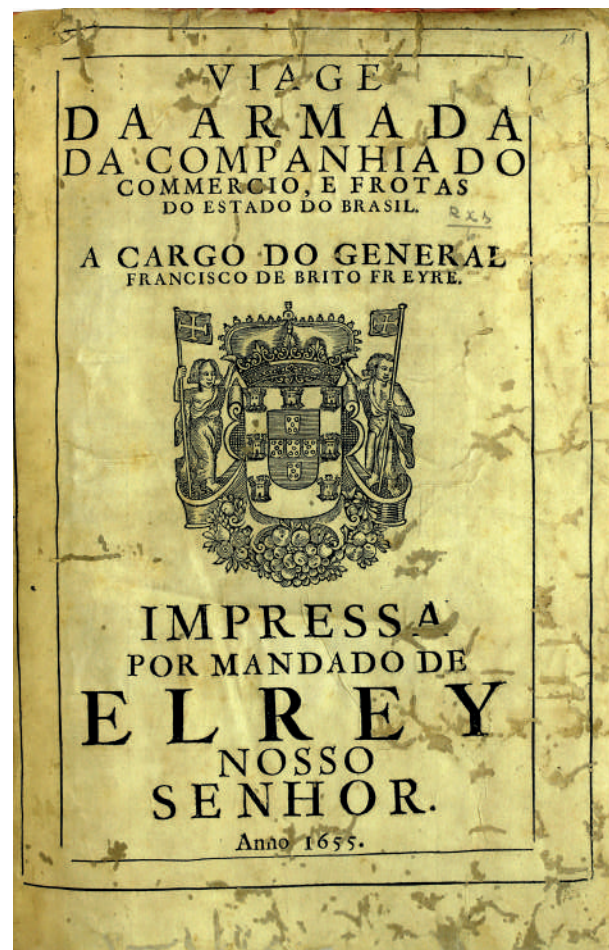 VIAGE
DA ARMADA
DA COMPANHIA DO
COMMERCIO, E FROTAS
DO ESTADO DO BRASIL.
A CARGO DO GENERAL
FRANCISCO DE BRITO FREYRE.
IMPRESSA
POR MANDADO DE
ELREY
NOSSO
SENHOR.
Anno 1655.